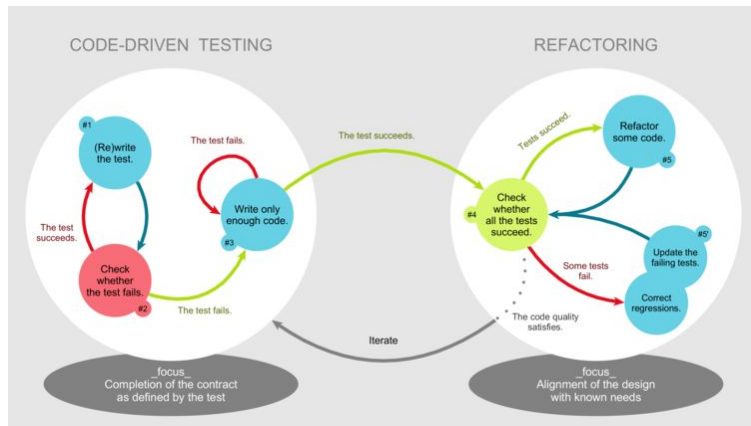 CODE-DRIVEN TESTING
REFACTORING
#1
(Re)write
the test.
The test fails.
The test succeeds.
Tests succeed.
Refactor
some code.
#5
The test
succeeds.
Write only
enough code.
#3
#4
Check
whether
all the tests
succeed.
#5'
Update the
failing tests.
Check
whether
the test fails.
#2
The test fails.
Some tests
fail.
Correct
regressions.
The code quality
satisfies.
Iterate
_focus_
Completion of the contract
as defined by the test
_focus_
Alignment of the design
with known needs